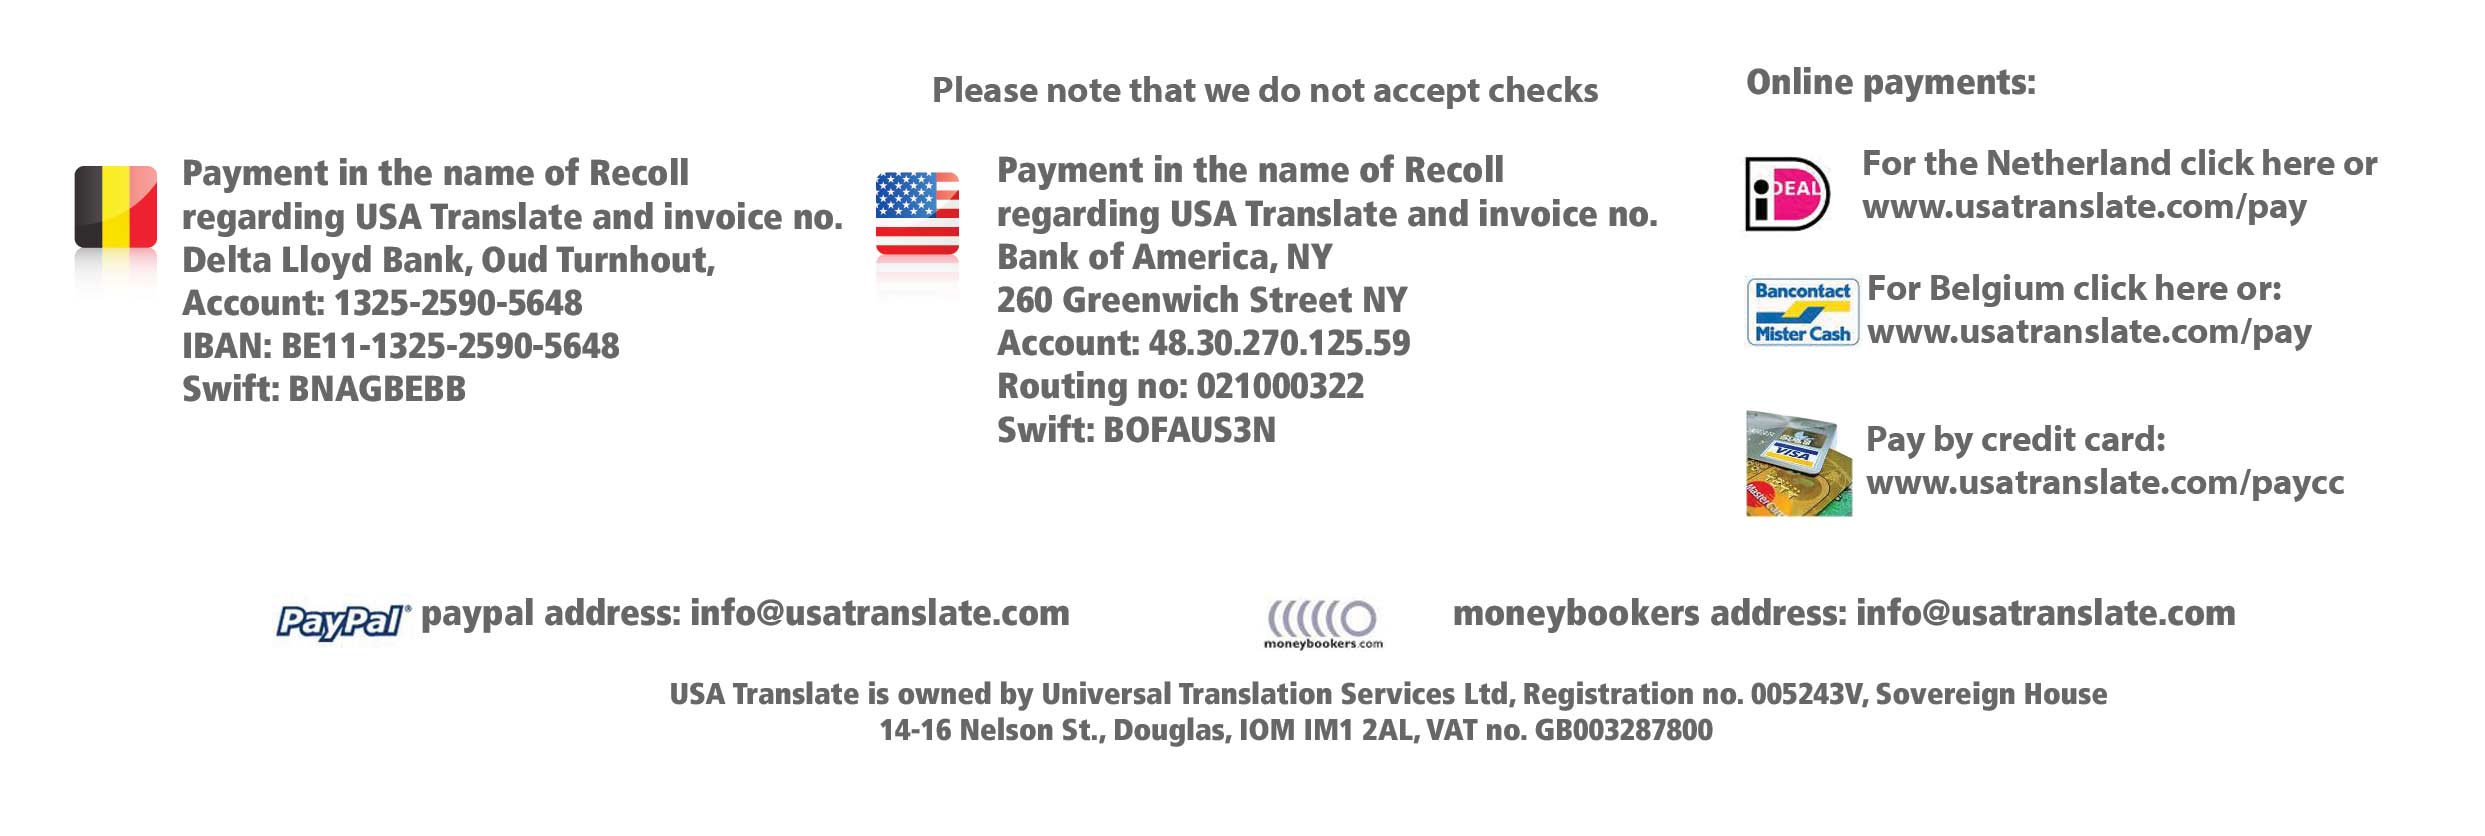 Please note that we do not accept checks
Payment in the name of Recoll
regarding USA Translate and invoice no.
Delta Lloyd Bank, Oud Turnhout,
Account: 1325-2590-5648
IBAN: BE11-1325-2590-5648
Swift: BNAGBEBB
Payment in the name of Recoll
regarding USA Translate and invoice no.
Bank of America, NY
260 Greenwich Street NY
Account: 48.30.270.125.59
Routing no: 021000322
Swift: BOFAUS3N
Online payments:
iDEAL
For the Netherland click here or
www.usatranslate.com/pay
Bancontact
Mister Cash
For Belgium click here or:
www.usatranslate.com/pay
VISA
MasterCard
Pay by credit card:
www.usatranslate.com/paycc
PayPal® paypal address: info@usatranslate.com
moneybookers.com
moneybookers address: info@usatranslate.com
USA Translate is owned by Universal Translation Services Ltd, Registration no. 005243V, Sovereign House
14-16 Nelson St., Douglas, IOM IM1 2AL, VAT no. GB003287800